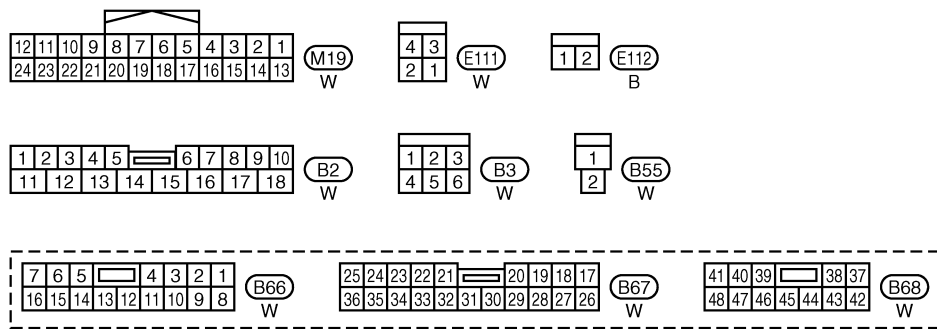 12 11 10 9 8 7 6 5 4 3 2 1
24 23 22 21 20 19 18 17 16 15 14 13
M19
W
4 3
2 1
E111
W
1 2
E112
B
1 2 3 4 5 6 7 8 9 10
11 12 13 14 15 16 17 18
B2
W
1 2 3
4 5 6
B3
W
1
2
B55
W
7 6 5 4 3 2 1
16 15 14 13 12 11 10 9 8
B66
W
25 24 23 22 21 20 19 18 17
36 35 34 33 32 31 30 29 28 27 26
B67
W
41 40 39 38 37
48 47 46 45 44 43 42
B68
W